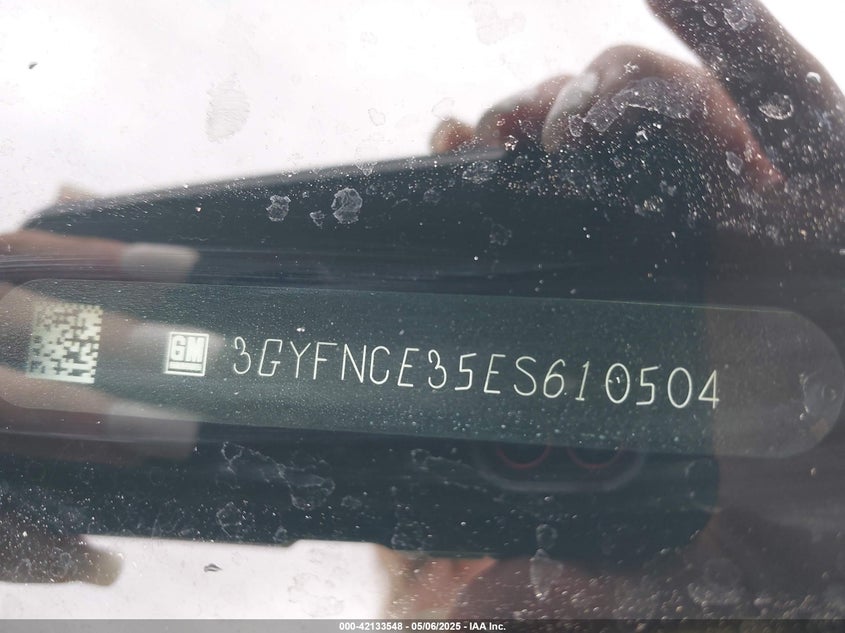 GM 3GYFNCE35ES610504
000-42133548 - 05/06/2025 - IAA Inc.